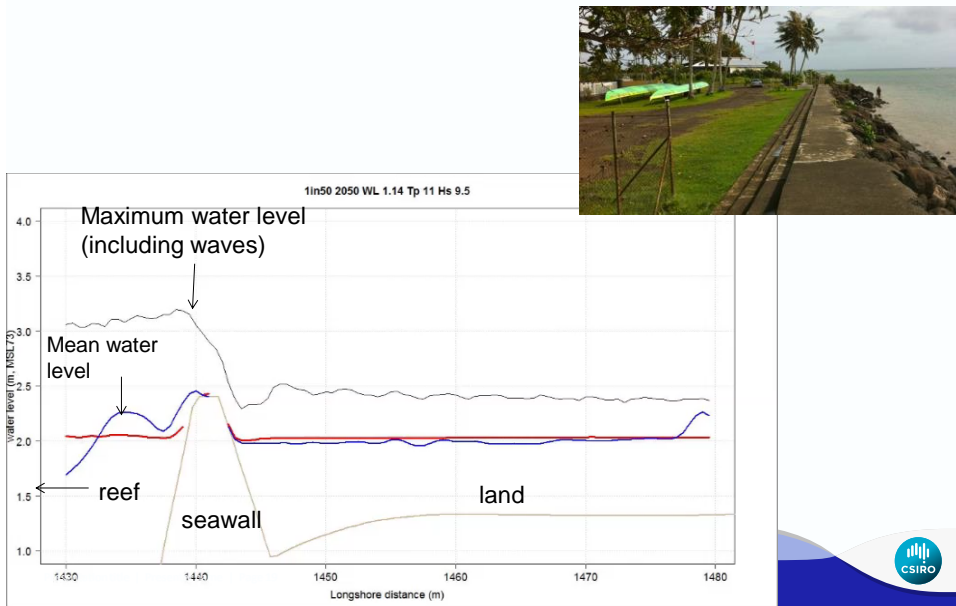 1in50 2050 WL 1.14 Tp 11 Hs 9.5
Maximum water level
(including waves)
Mean water
level
reef
seawall
land
water level (m, MSL73)
4.0
3.5
3.0
2.5
2.0
1.5
1.0
1430
1440
1450
1460
1470
1480
Longshore distance (m)
CSIRO